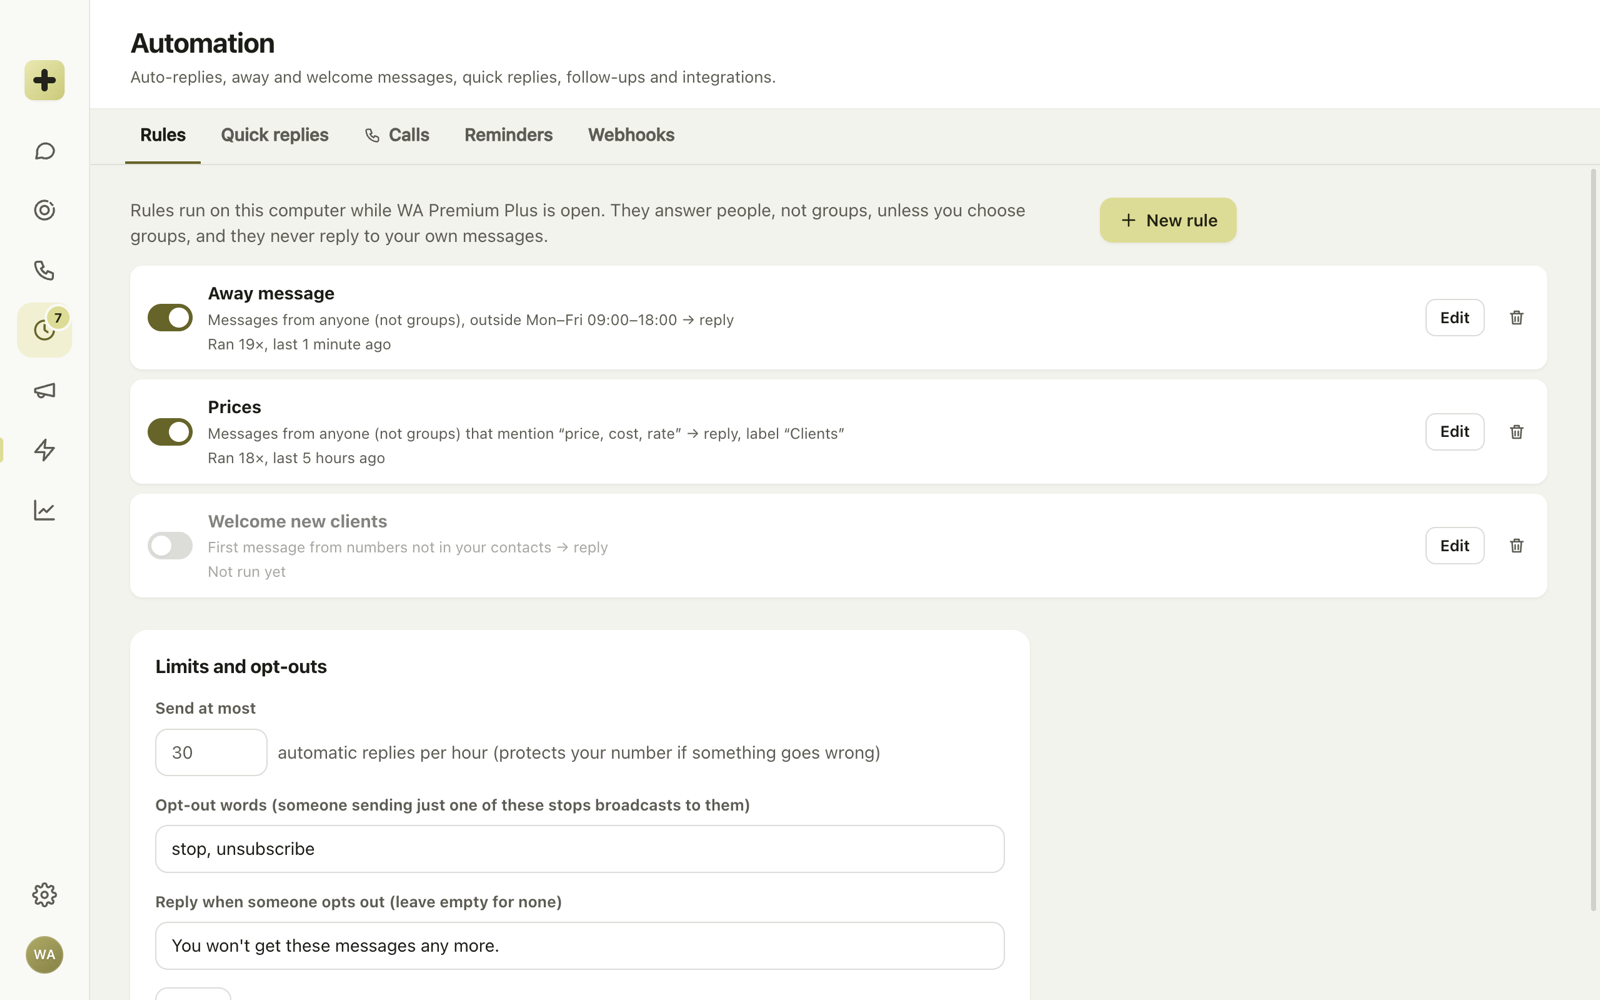 Automation
Auto-replies, away and welcome messages, quick replies, follow-ups and integrations.
Rules
Quick replies
Calls
Reminders
Webhooks
7
Rules run on this computer while WA Premium Plus is open. They answer people, not groups, unless you choose
groups, and they never reply to your own messages.
+ New rule
Away message
Messages from anyone (not groups), outside Mon–Fri 09:00–18:00 → reply
Ran 19×, last 1 minute ago
Edit
Prices
Messages from anyone (not groups) that mention “price, cost, rate” → reply, label “Clients”
Ran 18×, last 5 hours ago
Edit
Welcome new clients
First message from numbers not in your contacts → reply
Not run yet
Edit
Limits and opt-outs
Send at most
30 automatic replies per hour (protects your number if something goes wrong)
Opt-out words (someone sending just one of these stops broadcasts to them)
stop, unsubscribe
Reply when someone opts out (leave empty for none)
You won't get these messages any more.
WA